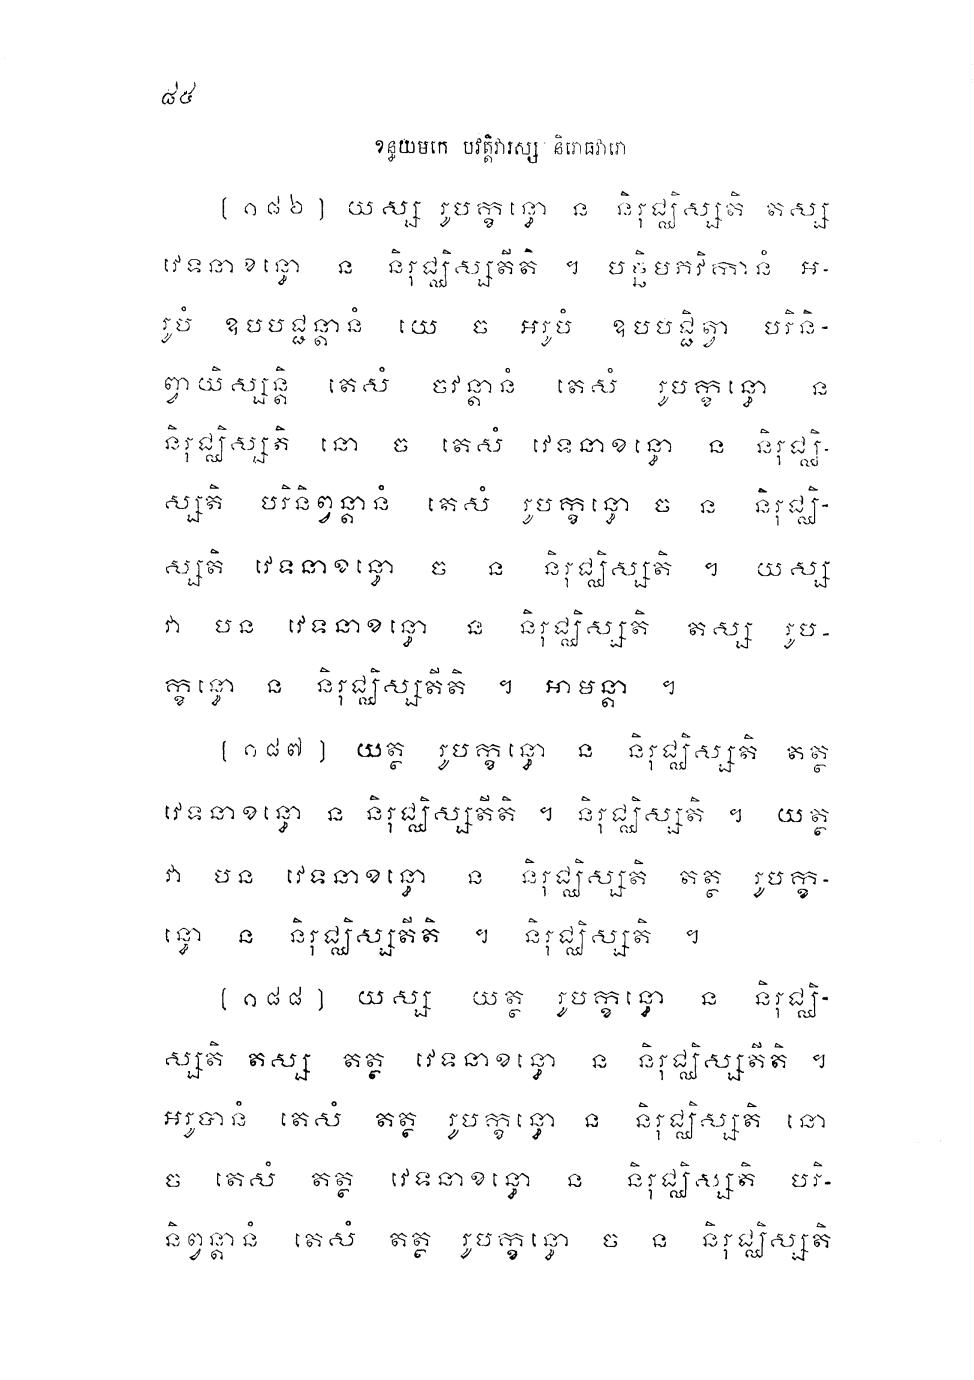 ៨៤
ខន្ធយមកេ បវត្តិវារស្ស និរោធវារោ
[១៨៦] យស្ស រូបក្ខន្ធោ ន និរុជ្ឈិស្សតិ តស្ស
វេទនាខន្ធោ ន និរុជ្ឈិស្សតីតិ ។ បច្ឆិមភវិកានំ អ-
រូបំ ឧបបជ្ជន្តានំ យេ ច អរូបំ ឧបបជ្ជិត្វា បរិនិ-
ព្វាយិស្សន្តិ តេសំ ចវន្តានំ តេសំ រូបក្ខន្ធោ ន
និរុជ្ឈិស្សតិ នោ ច តេសំ វេទនាខន្ធោ ន និរុជ្ឈិ-
ស្សតិ បរិនិព្វន្តានំ តេសំ រូបក្ខន្ធោ ច ន និរុជ្ឈិ-
ស្សតិ វេទនាខន្ធោ ច ន និរុជ្ឈិស្សតិ ។ យស្ស
វា បន វេទនាខន្ធោ ន និរុជ្ឈិស្សតិ តស្ស រូប-
ក្ខន្ធោ ន និរុជ្ឈិស្សតីតិ ។ អាមន្តា ។
[១៨៧] យត្ថ រូបក្ខន្ធោ ន និរុជ្ឈិស្សតិ តត្ថ
វេទនាខន្ធោ ន និរុជ្ឈិស្សតីតិ ។ និរុជ្ឈិស្សតិ ។ យត្ថ
វា បន វេទនាខន្ធោ ន និរុជ្ឈិស្សតិ តត្ថ រូបក្ខ-
ន្ធោ ន និរុជ្ឈិស្សតីតិ ។ និរុជ្ឈិស្សតិ ។
[១៨៨] យស្ស យត្ថ រូបក្ខន្ធោ ន និរុជ្ឈិ-
ស្សតិ តស្ស តត្ថ វេទនាខន្ធោ ន និរុជ្ឈិស្សតីតិ ។
អរូបានំ តេសំ តត្ថ រូបក្ខន្ធោ ន និរុជ្ឈិស្សតិ នោ
ច តេសំ តត្ថ វេទនាខន្ធោ ន និរុជ្ឈិស្សតិ បរិ-
និព្វន្តានំ តេសំ តត្ថ រូបក្ខន្ធោ ច ន និរុជ្ឈិស្សតិ